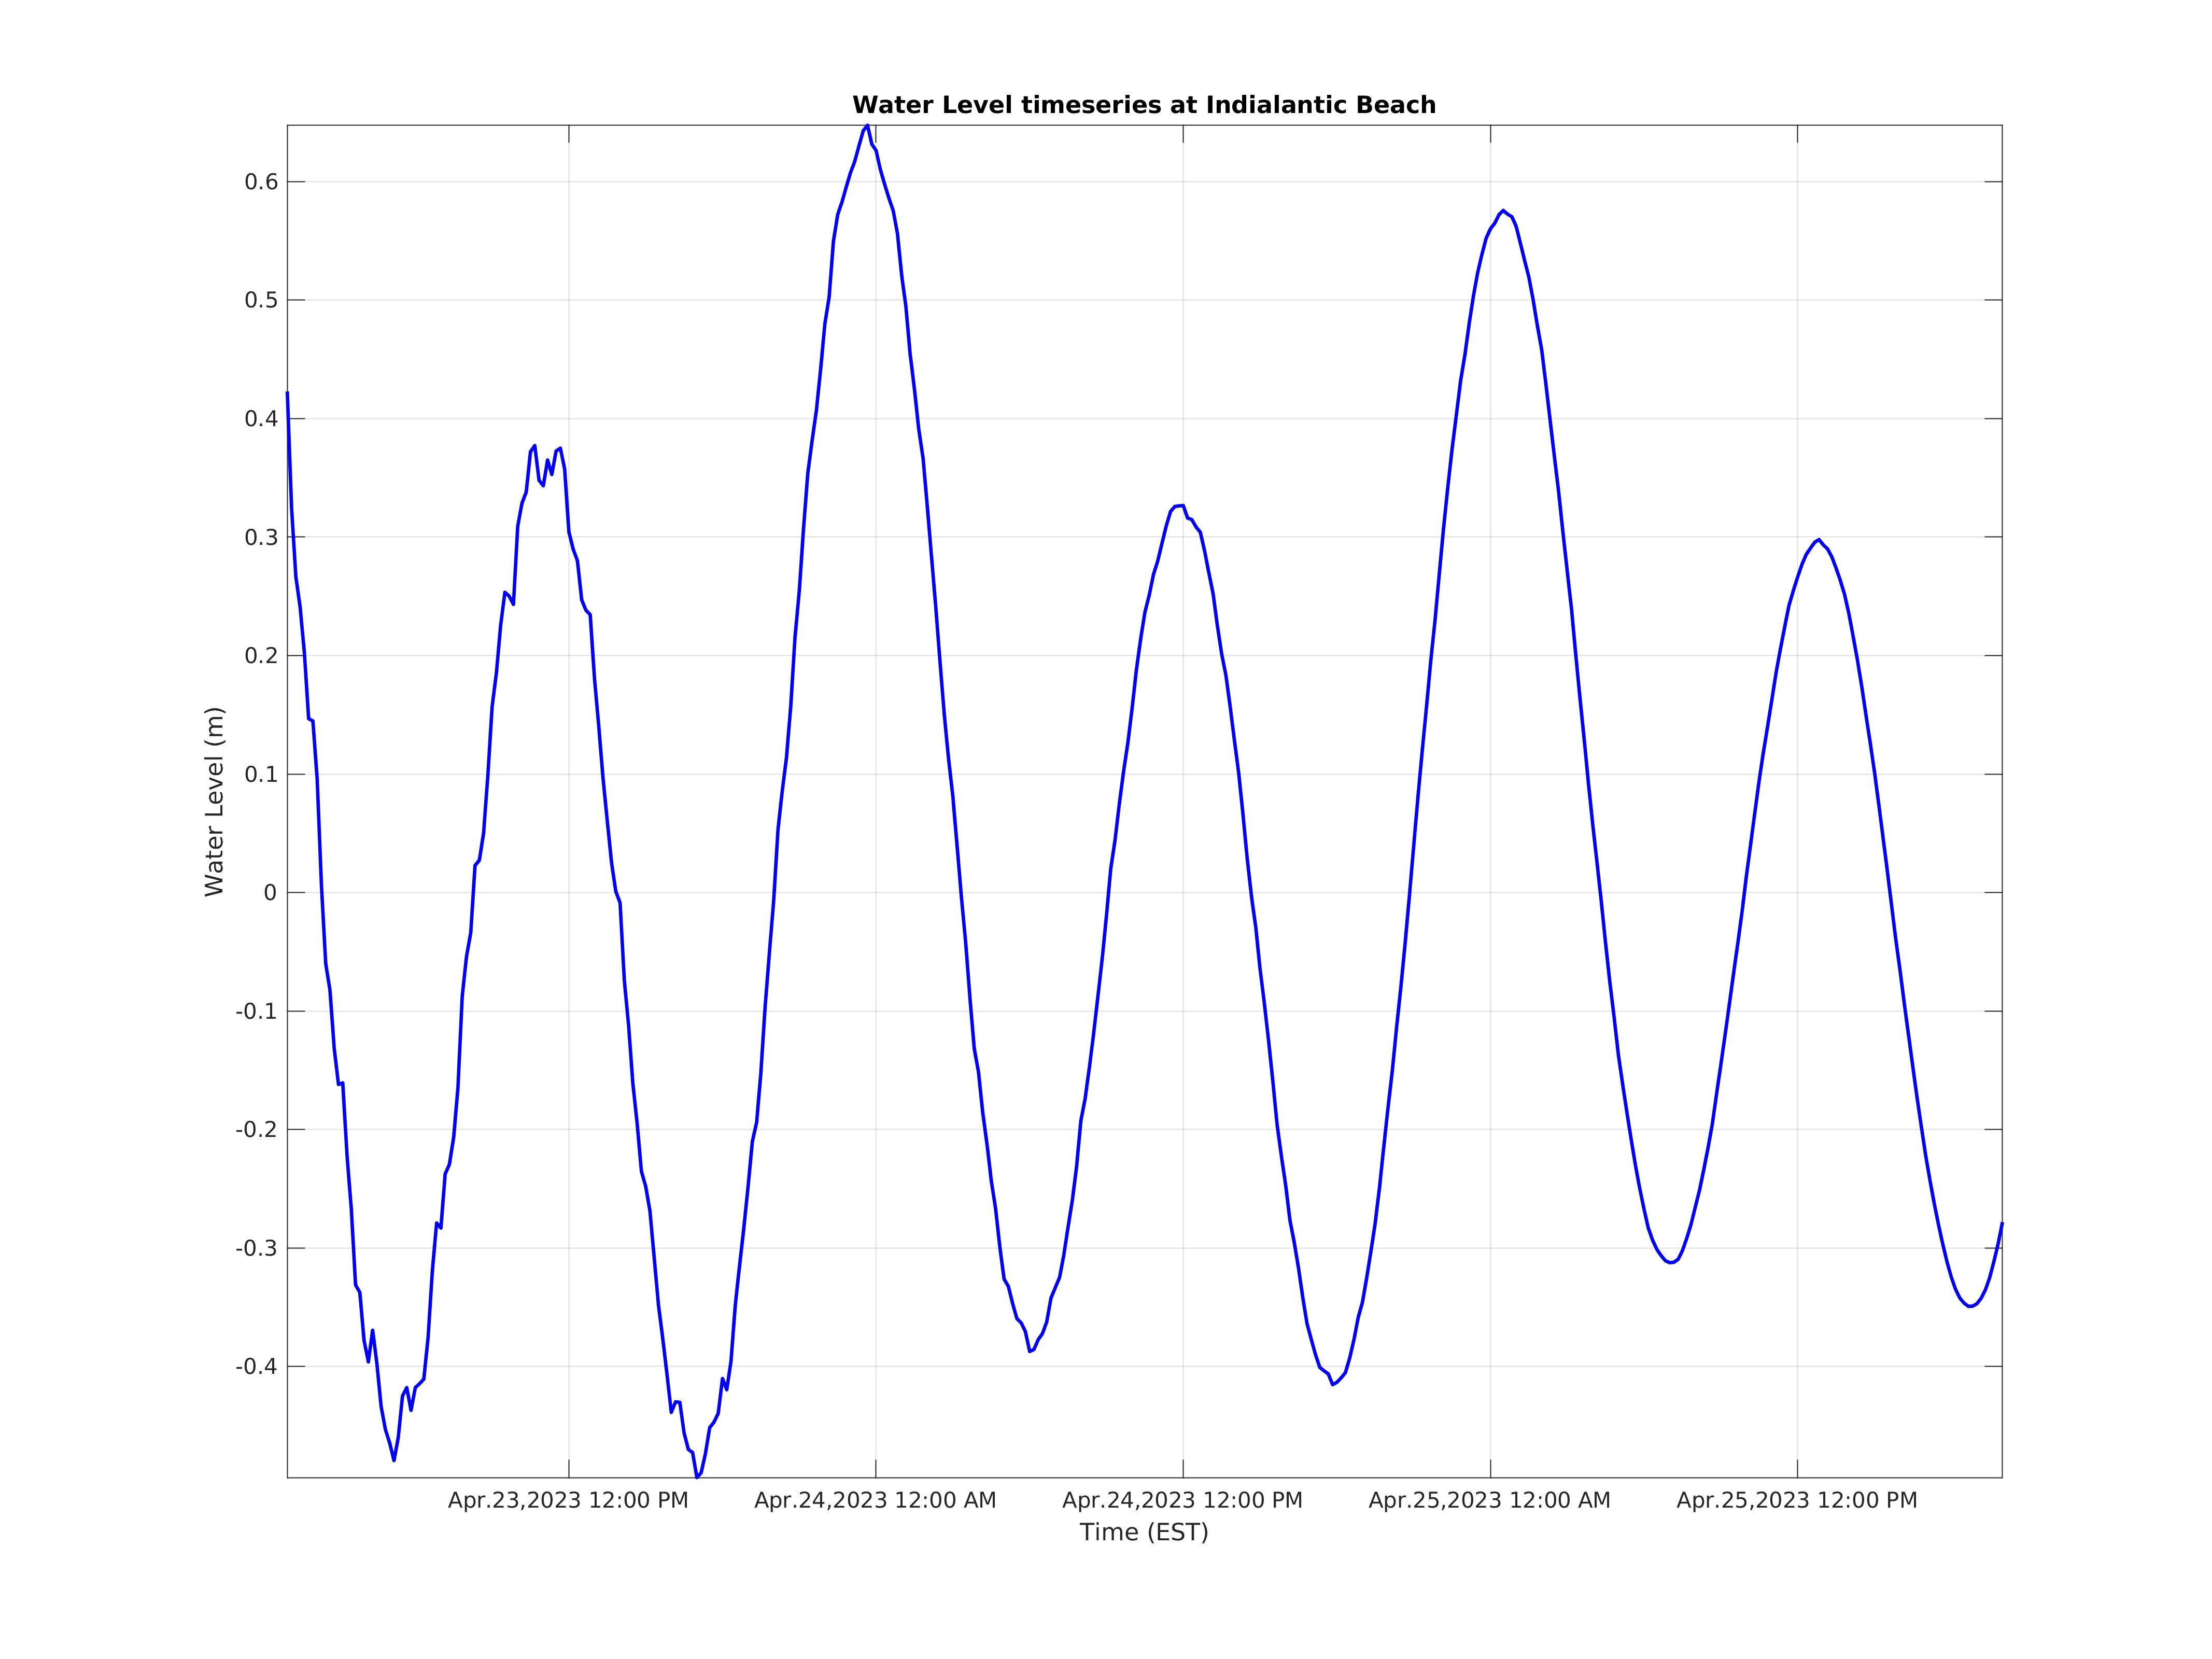 Water Level timeseries at Indialantic Beach
0.6
0.5
0.4
0.3
0.2
0.1
0
-0.1
-0.2
-0.3
-0.4
Water Level (m)
Apr.23,2023 12:00 PM
Apr.24,2023 12:00 AM
Apr.24,2023 12:00 PM
Apr.25,2023 12:00 AM
Apr.25,2023 12:00 PM
Time (EST)